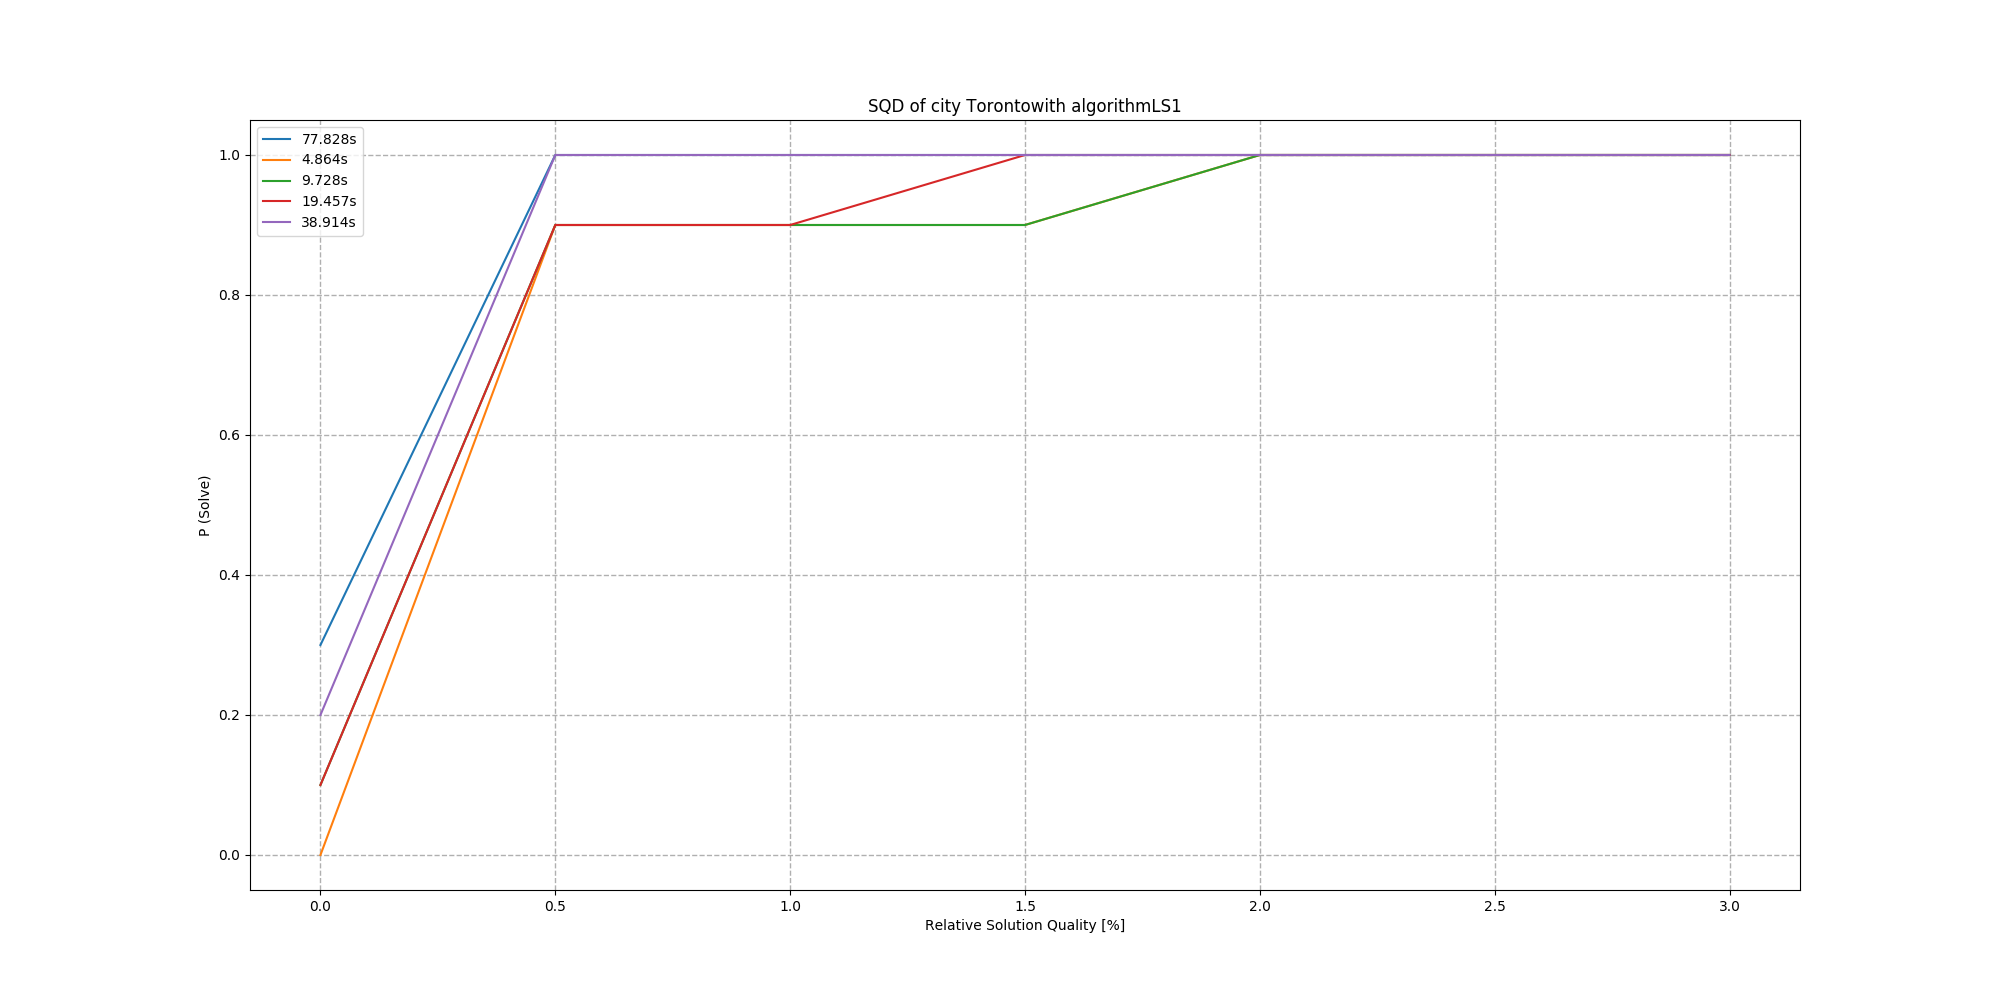 SQD of city Torontowith algorithmLS1
77.828s
4.864s
9.728s
19.457s
38.914s
1.0
0.8
0.6
0.4
0.2
0.0
P (Solve)
0.0 0.5 1.0 1.5 2.0 2.5 3.0
Relative Solution Quality [%]